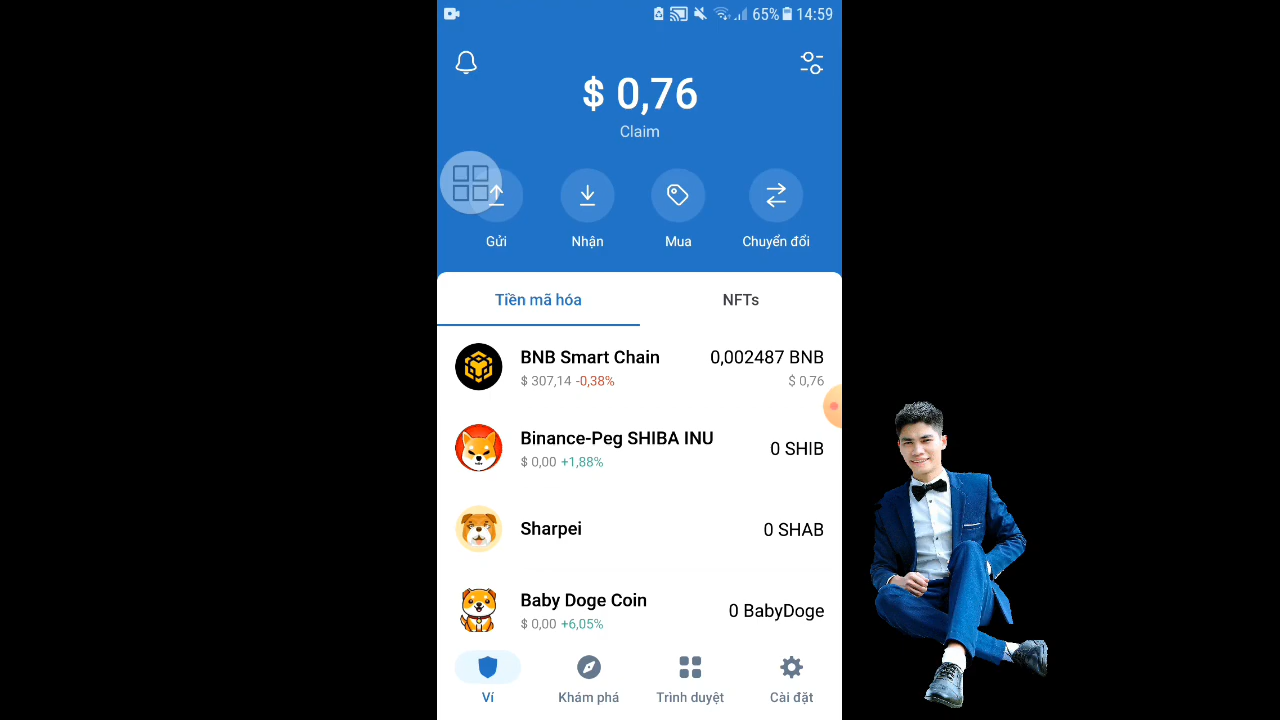 65% 14:59
$ 0,76
Claim
Gửi Nhận Mua Chuyển đổi
Tiền mã hóa NFTs
BNB Smart Chain 0,002487 BNB
$ 307,14 -0,38% $ 0,76
Binance-Peg SHIBA INU
0 SHIB
$ 0,00 +1,88%
Sharpei 0 SHAB
Baby Doge Coin
0 BabyDoge
$ 0,00 +6,05%
Ví Khám phá Trình duyệt Cài đặt